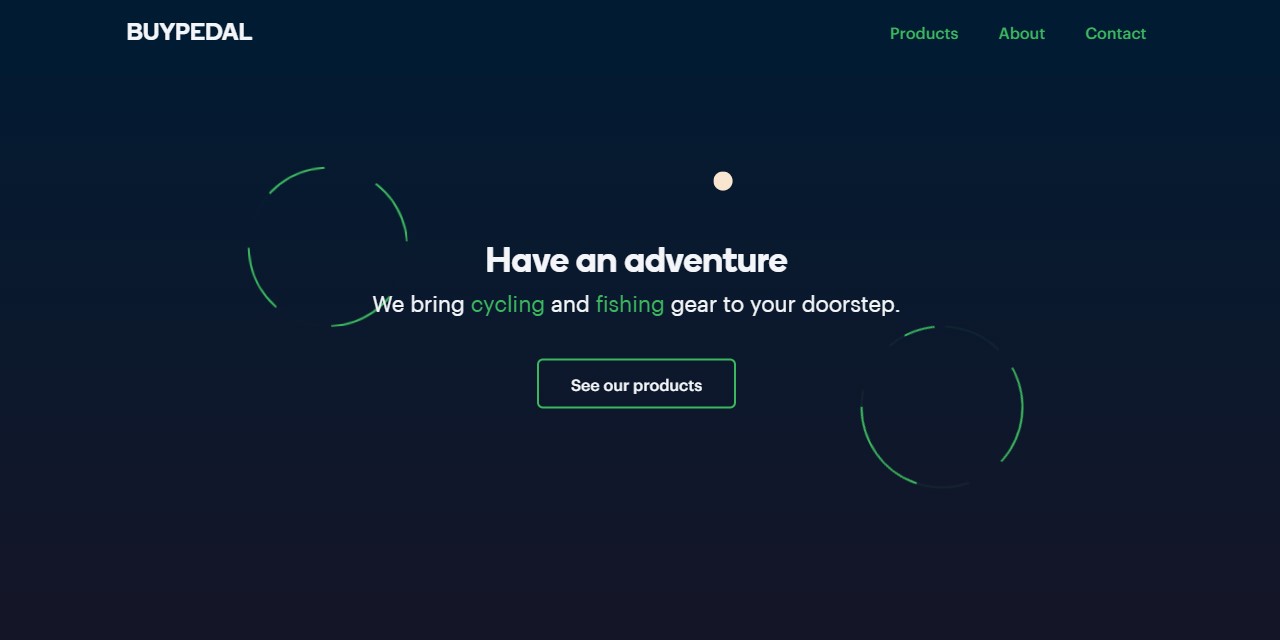 BUYPEDAL
Products About Contact
Have an adventure
We bring cycling and fishing gear to your doorstep.
See our products